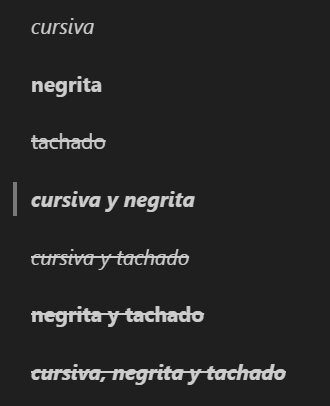 cursiva
negrita
tachado
cursiva y negrita
cursiva y tachado
negrita y tachado
cursiva, negrita y tachado